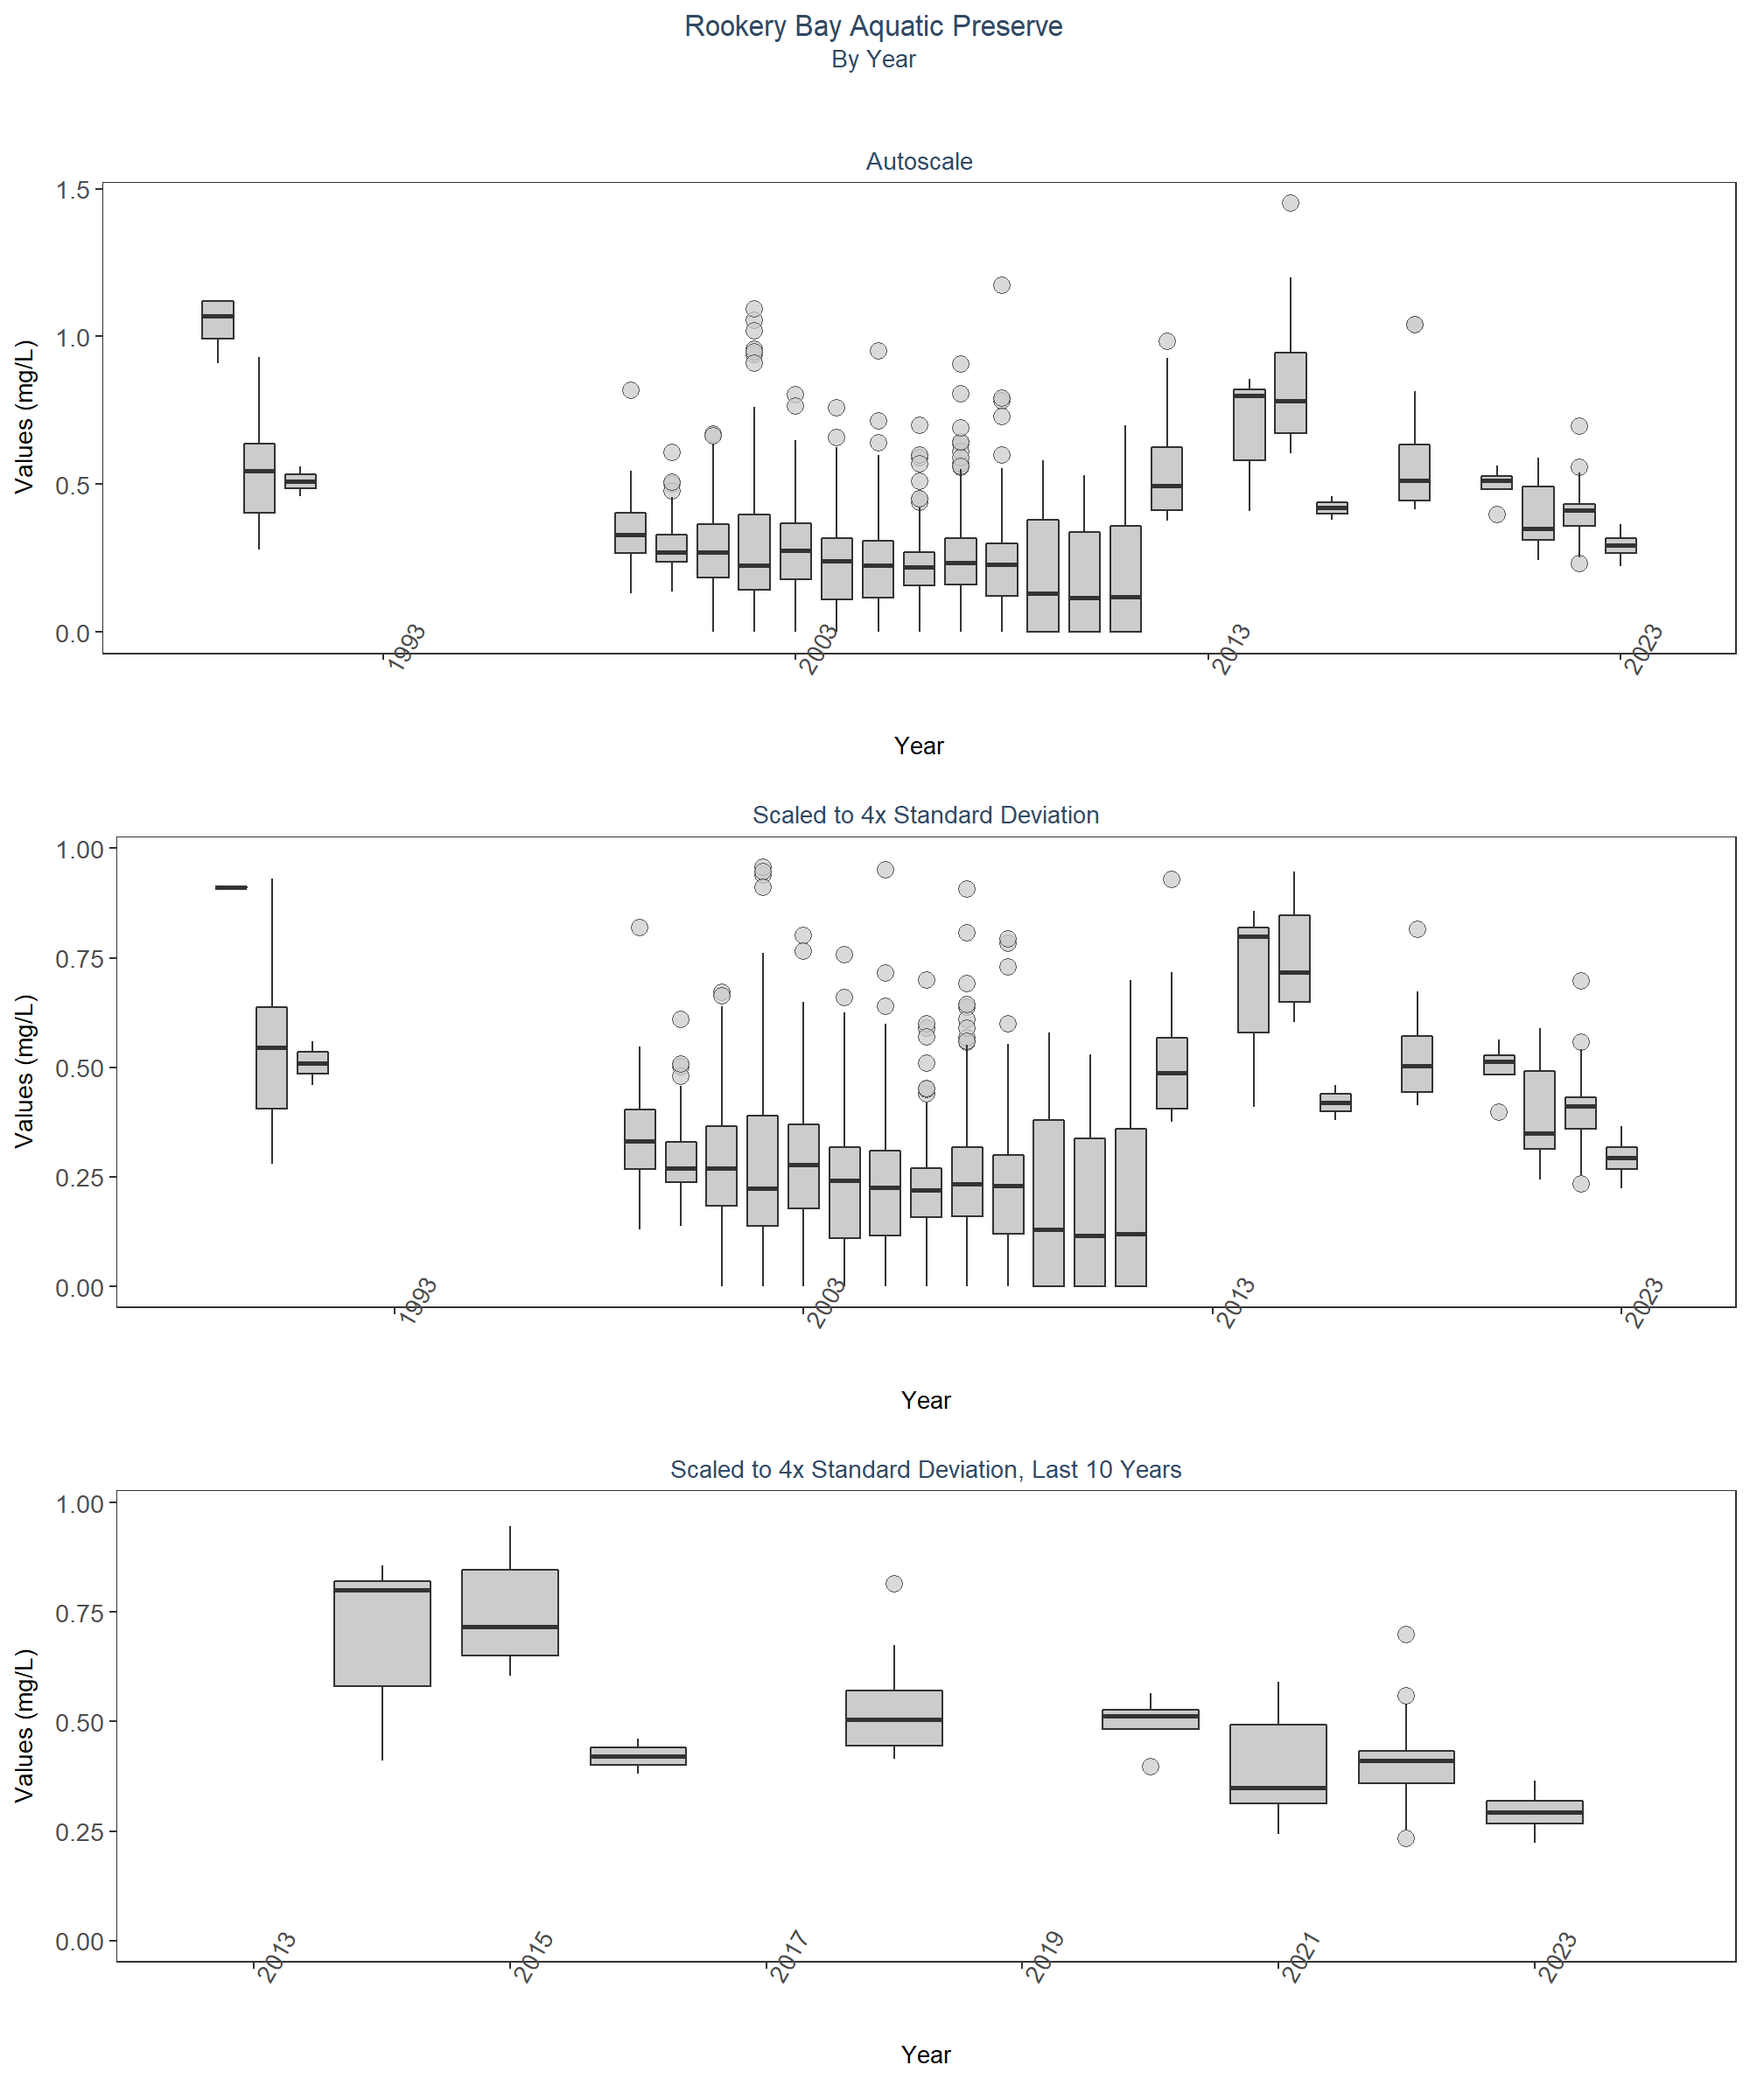 Rookery Bay Aquatic Preserve
By Year
Autoscale
Values (mg/L)
1.5
1.0
0.5
0.0
1993
2003
2013
2023
Year
Scaled to 4x Standard Deviation
Values (mg/L)
1.00
0.75
0.50
0.25
0.00
1993
2003
2013
2023
Year
Scaled to 4x Standard Deviation, Last 10 Years
Values (mg/L)
1.00
0.75
0.50
0.25
0.00
2013
2015
2017
2019
2021
2023
Year